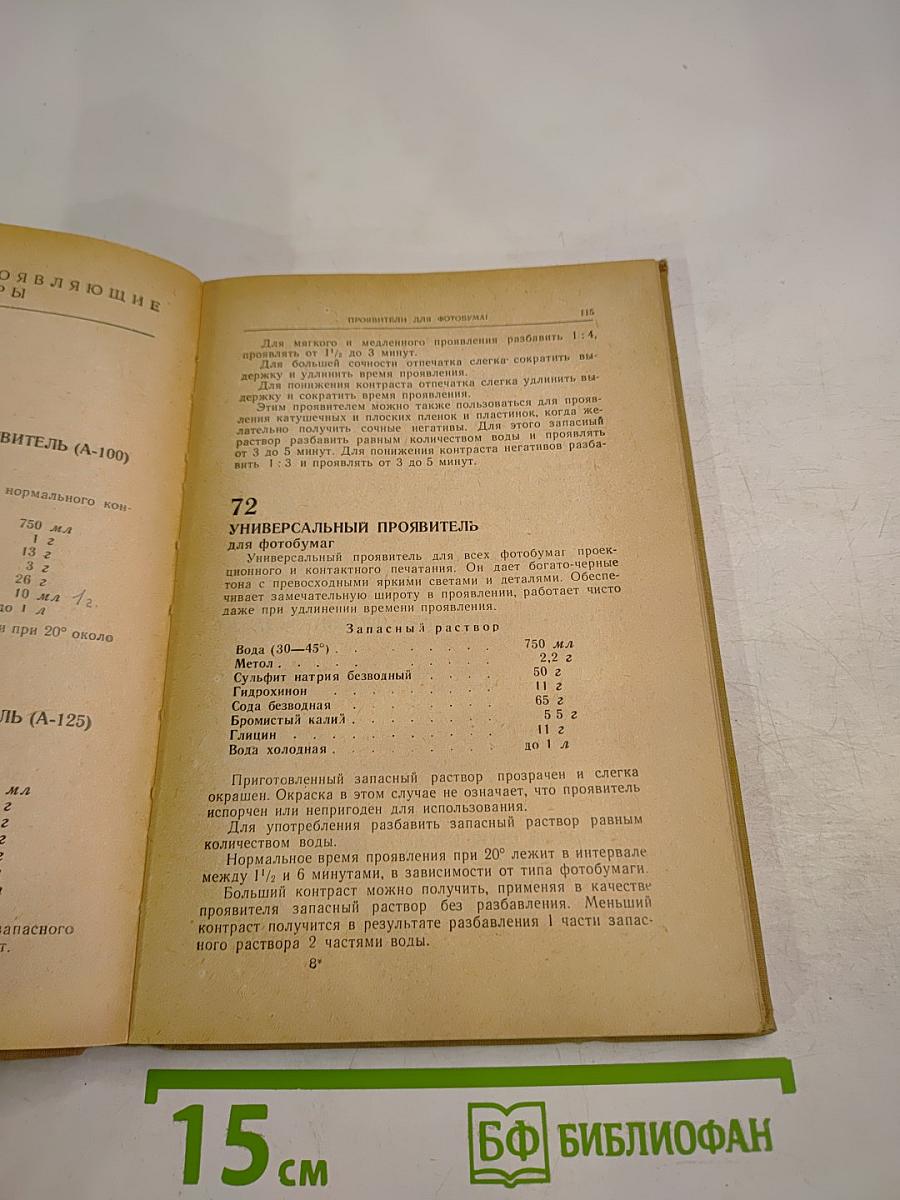 ОЯВЛЯЮЩИЕ
РЫ
ВИТЕЛЬ (А-100)
нормального кон-
750 мл
1 г
13 г
3 г
26 г
10 мл 1г.
до 1 л
и при 20° около
ЛЬ (А-125)
мл
г
г
г
г
запасного
т.
ПРОЯВИТЕЛИ ДЛЯ ФОТОБУМАГ 115
Для мягкого и медленного проявления разбавить 1 : 4,
проявлять от 1¹/₂ до 3 минут.
Для большей сочности отпечатка слегка сократить вы-
держку и удлинить время проявления.
Для понижения контраста отпечатка слегка удлинить вы-
держку и сократить время проявления.
Этим проявителем можно также пользоваться для прояв-
ления катушечных и плоских пленок и пластинок, когда же-
лательно получить сочные негативы. Для этого запасный
раствор разбавить равным количеством воды и проявлять
от 3 до 5 минут. Для понижения контраста негативов разба-
вить 1 : 3 и проявлять от 3 до 5 минут.
72
УНИВЕРСАЛЬНЫЙ ПРОЯВИТЕЛЬ
для фотобумаг
Универсальный проявитель для всех фотобумаг проек-
ционного и контактного печатания. Он дает богато-черные
тона с превосходными яркими светами и деталями. Обеспе-
чивает замечательную широту в проявлении, работает чисто
даже при удлинении времени проявления.
Запасный раствор
Вода (30—45°) . . . . . . . 750 мл
Метол . . . . . . . . . 2,2 г
Сульфит натрия безводный . . . . 50 г
Гидрохинон . . . . . . . . 11 г
Сода безводная . . . . . . . 65 г
Бромистый калий . . . . . . . 5 5 г
Глицин . . . . . . . . . 11 г
Вода холодная . . . . . . . до 1 л
Приготовленный запасный раствор прозрачен и слегка
окрашен. Окраска в этом случае не означает, что проявитель
испорчен или непригоден для использования.
Для употребления разбавить запасный раствор равным
количеством воды.
Нормальное время проявления при 20° лежит в интервале
между 1¹/₂ и 6 минутами, в зависимости от типа фотобумаги.
Больший контраст можно получить, применяя в качестве
проявителя запасный раствор без разбавления. Меньший
контраст получится в результате разбавления 1 части запас-
ного раствора 2 частями воды.
8*
15 см
БФ БИБЛИОФАН